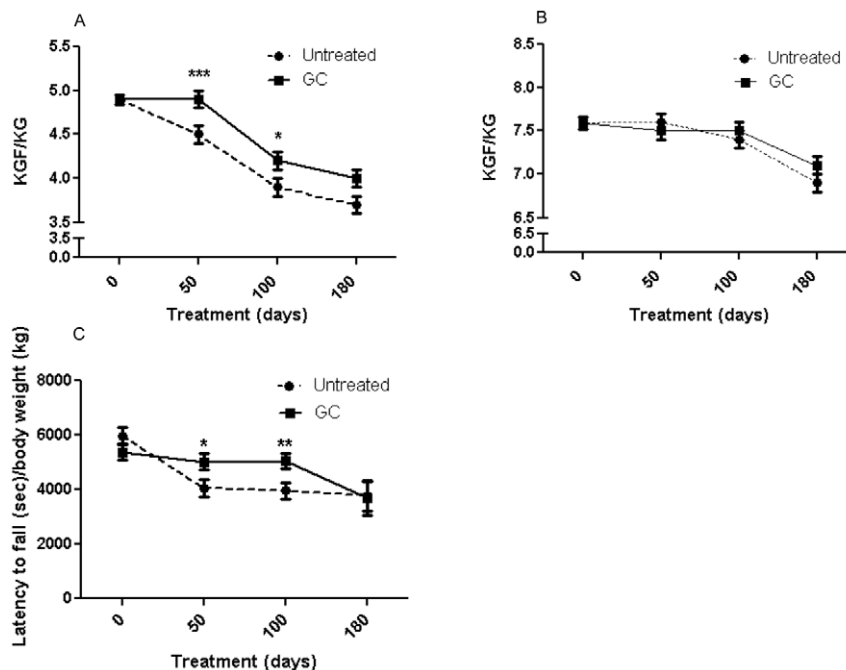 A
5.5
5.0
4.5
4.0
3.5
3.5
0.0
KGF/KG
Untreated
GC
***
*
0
50
100
180
Treatment (days)
B
8.5
8.0
7.5
7.0
6.5
6.5
0.0
KGF/KG
Untreated
GC
0
50
100
180
Treatment (days)
C
8000
6000
4000
2000
0
Latency to fall (sec)/body weight (kg)
Untreated
GC
*
**
0
50
100
180
Treatment (days)